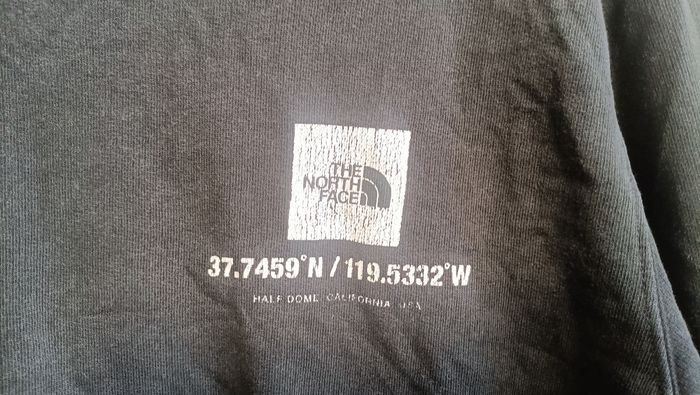 THE
NORTH
FACE
37.7459°N / 119.5332°W
HALF DOME, CALIFORNIA, USA